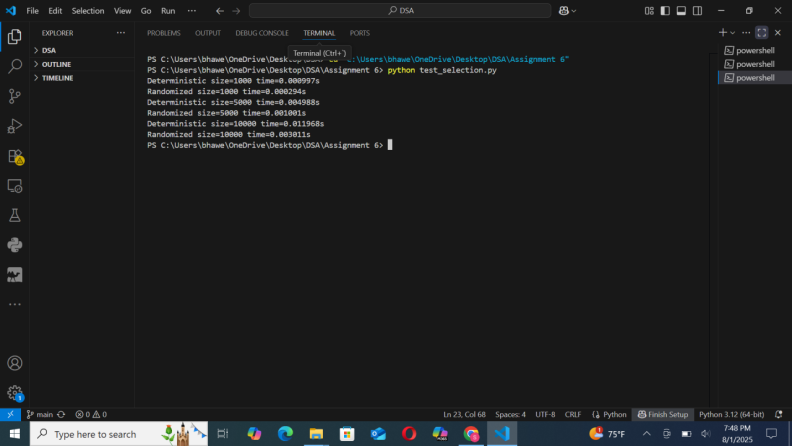 File Edit Selection View Go Run ... DSA
EXPLORER ...
PROBLEMS OUTPUT DEBUG CONSOLE TERMINAL PORTS
Terminal (Ctrl+`)
DSA
OUTLINE
TIMELINE
PS C:\Users\bhawe\OneDrive\Desktop\DSA> cd "c:\Users\bhawe\OneDrive\Desktop\DSA\Assignment 6"
PS C:\Users\bhawe\OneDrive\Desktop\DSA\Assignment 6> python test_selection.py
Deterministic size=1000 time=0.000997s
Randomized size=1000 time=0.000294s
Deterministic size=5000 time=0.004988s
Randomized size=5000 time=0.001001s
Deterministic size=10000 time=0.011968s
Randomized size=10000 time=0.003011s
PS C:\Users\bhawe\OneDrive\Desktop\DSA\Assignment 6>
powershell
powershell
powershell
1
main 0 0 Ln 23, Col 68 Spaces: 4 UTF-8 CRLF Python Finish Setup Python 3.12 (64-bit)
Type here to search 75°F 7:48 PM
8/1/2025